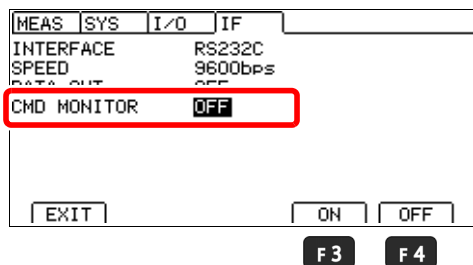 MEAS SYS I/O IF
INTERFACE RS232C
SPEED 9600bps
CMD MONITOR OFF
EXIT ON OFF
F3 F4